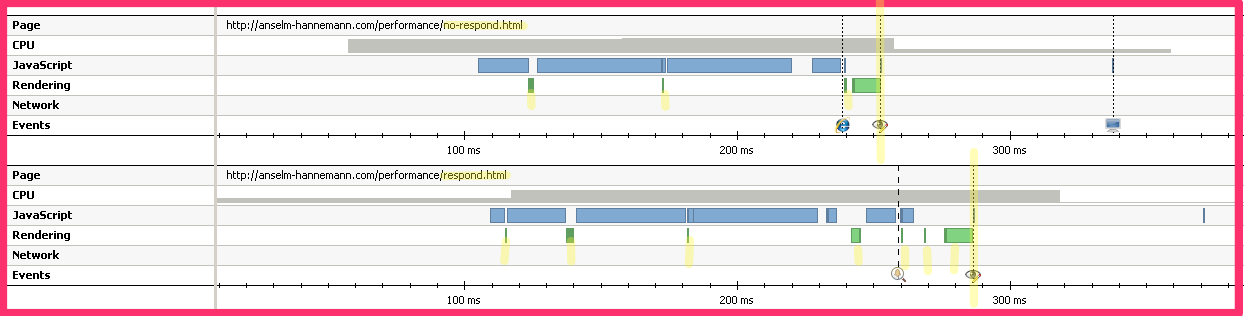 Page http://anselm-hannemann.com/performance/no-respond.html
CPU
JavaScript
Rendering
Network
Events
100 ms 200 ms 300 ms
Page http://anselm-hannemann.com/performance/respond.html
CPU
JavaScript
Rendering
Network
Events
100 ms 200 ms 300 ms